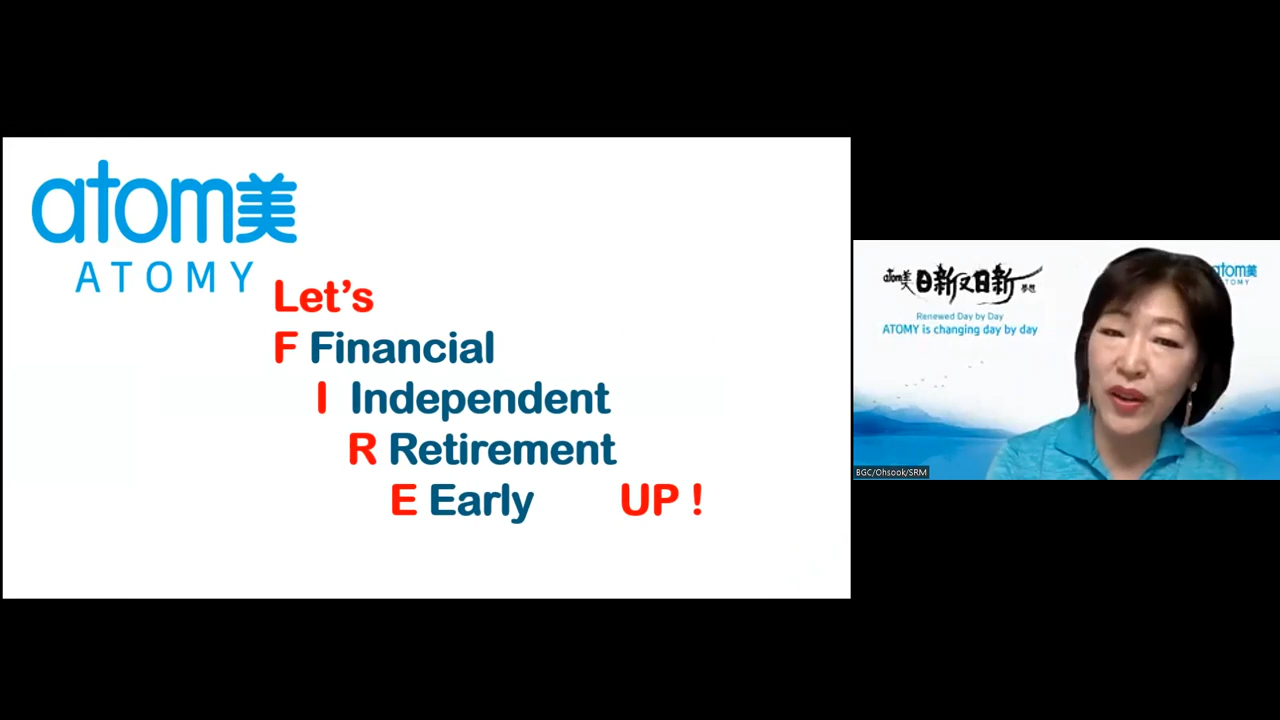 atom美
ATOMY
Let's
F Financial
I Independent
R Retirement
E Early UP !
atom美 日新又日新 夢想
Renewed Day by Day
ATOMY is changing day by day
atom美
ATOMY
BGC/Ohsook/SRM